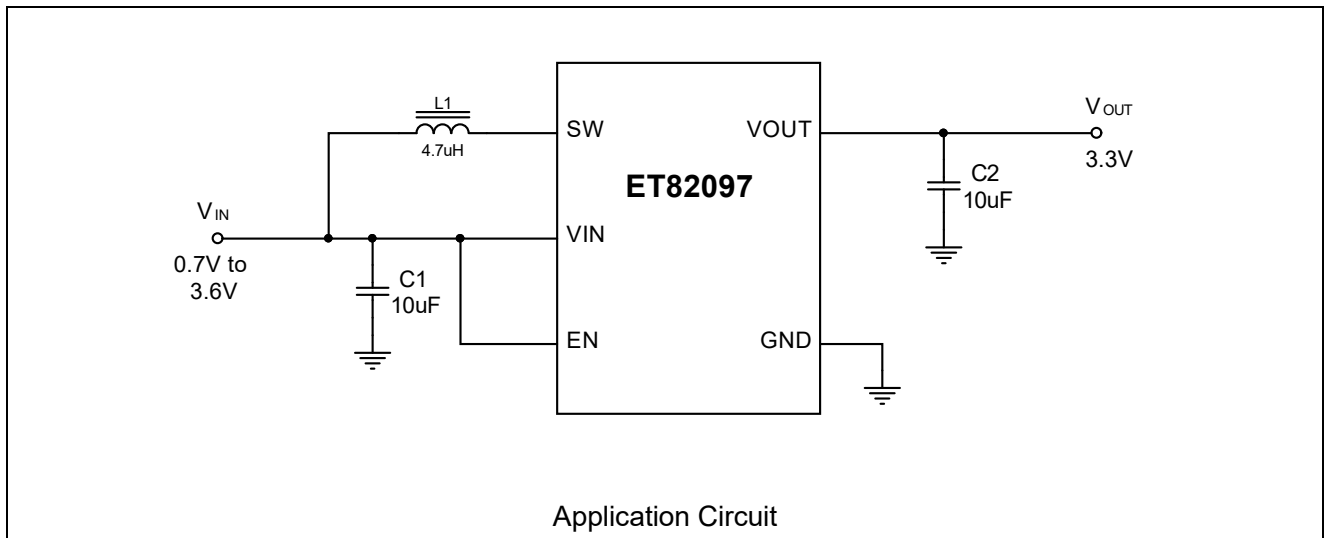 L1
4.7uH
SW
VOUT
VOUT
3.3V
ET82097
C2
10uF
VIN
VIN
0.7V to
3.6V
C1
10uF
EN
GND
Application Circuit